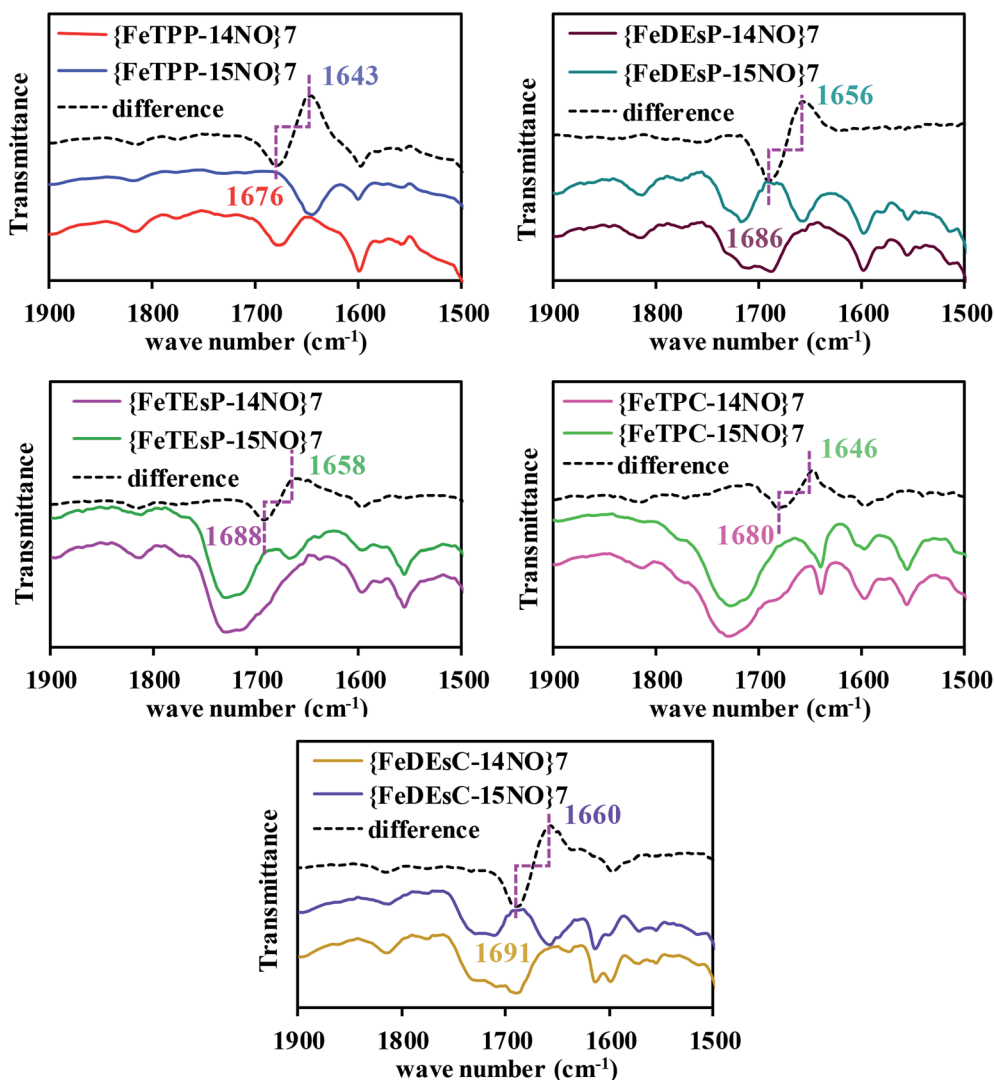 {FeTPP-14NO}7
{FeTPP-15NO}7
difference
1643
1676
Transmittance
1900 1800 1700 1600 1500
wave number (cm-1)
{FeDEsP-14NO}7
{FeDEsP-15NO}7
difference
1656
1686
Transmittance
1900 1800 1700 1600 1500
wave number (cm-1)
{FeTEsP-14NO}7
{FeTEsP-15NO}7
difference
1658
1688
Transmittance
1900 1800 1700 1600 1500
wave number (cm-1)
{FeTPC-14NO}7
{FeTPC-15NO}7
difference
1646
1680
Transmittance
1900 1800 1700 1600 1500
wave number (cm-1)
{FeDEsC-14NO}7
{FeDEsC-15NO}7
difference
1660
1691
Transmittance
1900 1800 1700 1600 1500
wave number (cm-1)